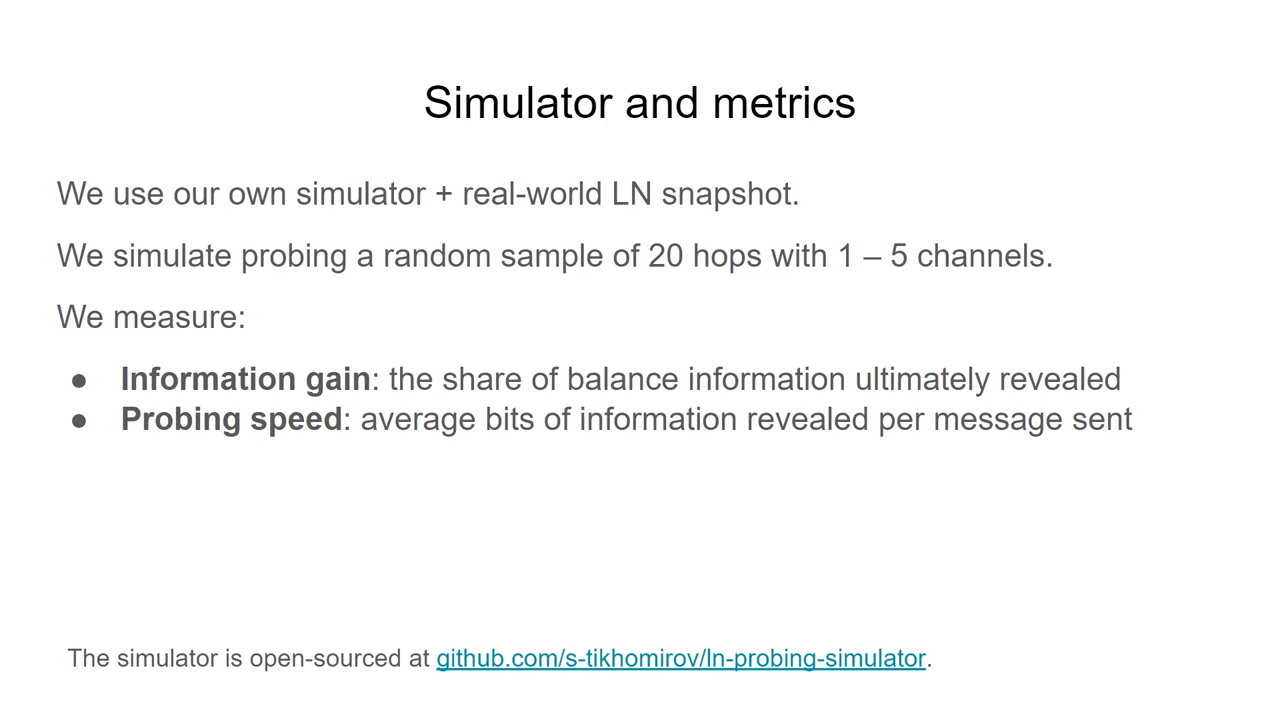 Simulator and metrics
We use our own simulator + real-world LN snapshot.
We simulate probing a random sample of 20 hops with 1 – 5 channels.
We measure:
● Information gain: the share of balance information ultimately revealed
● Probing speed: average bits of information revealed per message sent
The simulator is open-sourced at github.com/s-tikhomirov/ln-probing-simulator.